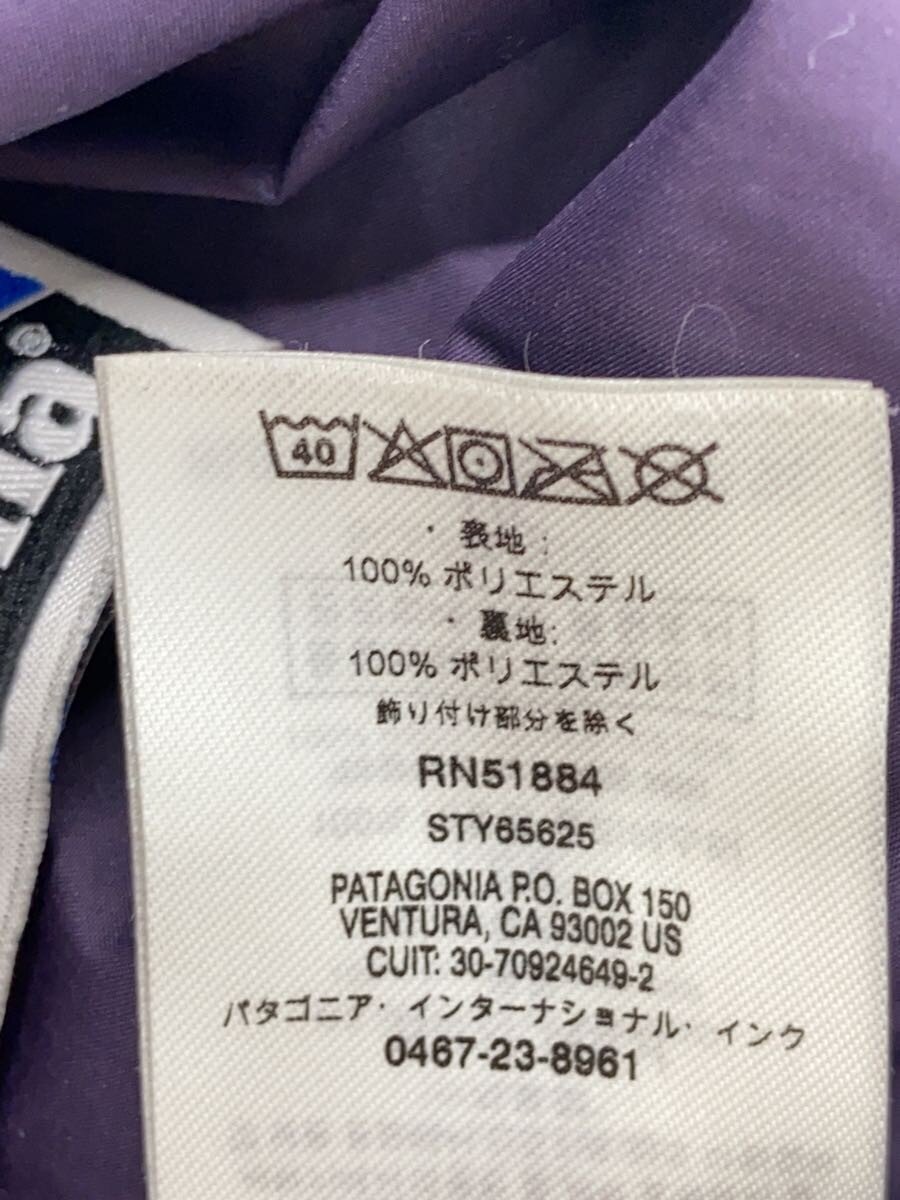 na®
40
・表地:
100% ポリエステル
・裏地:
100% ポリエステル
飾り付け部分を除く
RN51884
STY65625
PATAGONIA P.O. BOX 150
VENTURA, CA 93002 US
CUIT: 30-70924649-2
パタゴニア・インターナショナル・インク
0467-23-8961